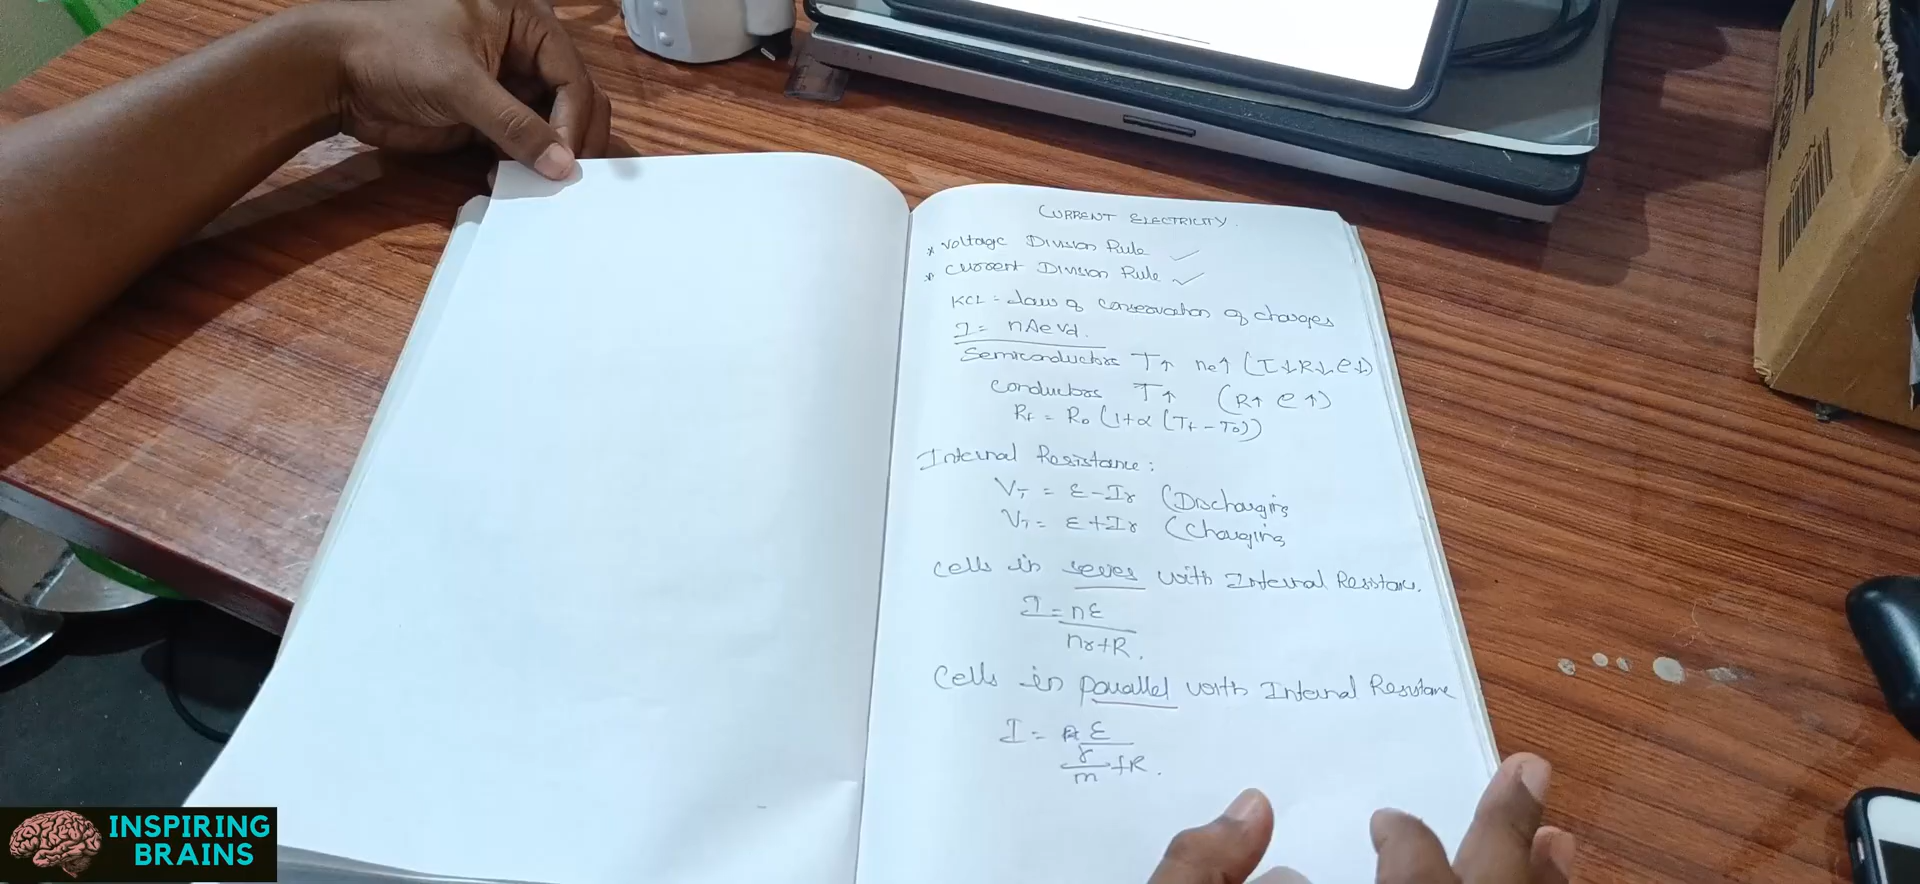 CURRENT ELECTRICITY.
* Voltage Division Rule ✓
* Current Division Rule ✓
KCL = Law of conservation of charges
I = nAeVd.
Semiconductors T↑ ne↑ (I↓R↓ρ↓)
Conductors T↑ (R↑ ρ↑)
Rt = R0 (1+α (Tt - T0))
Internal Resistance :
VT = ε - Ir (Discharging
VT = ε + Ir (Charging
Cells in series with Internal Resistance.
I = nε
nr+R.
Cells in parallel with Internal Resistance
I = ε
r
m +R.
INSPIRING
BRAINS